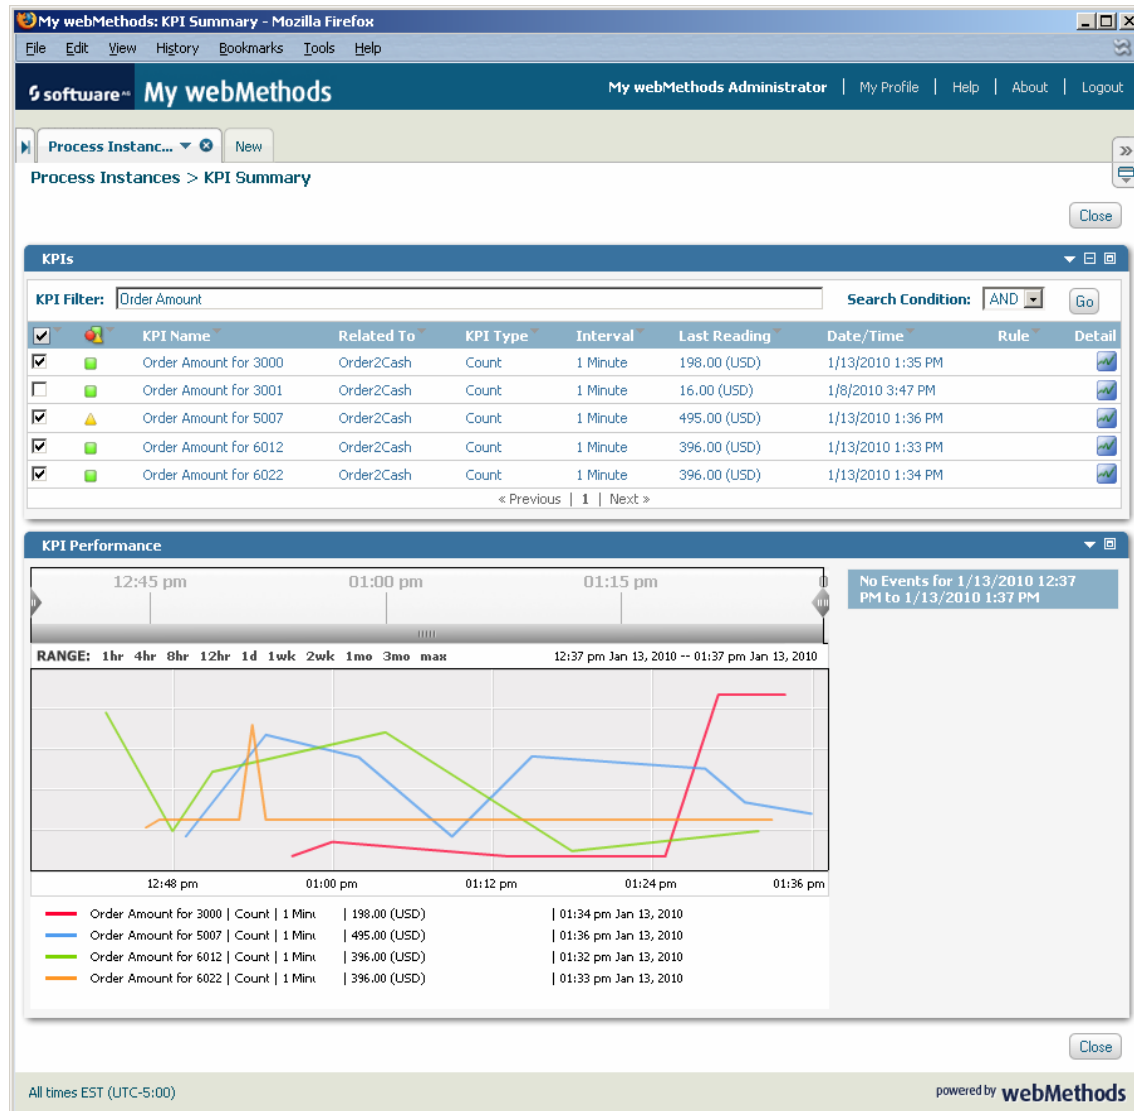 My webMethods: KPI Summary - Mozilla Firefox
File Edit View History Bookmarks Tools Help
software AG My webMethods My webMethods Administrator | My Profile | Help | About | Logout
Process Instanc... New
Process Instances > KPI Summary
Close
KPIs
KPI Filter: Order Amount Search Condition: AND Go
KPI Name Related To KPI Type Interval Last Reading Date/Time Rule Detail
Order Amount for 3000 Order2Cash Count 1 Minute 198.00 (USD) 1/13/2010 1:35 PM
Order Amount for 3001 Order2Cash Count 1 Minute 16.00 (USD) 1/8/2010 3:47 PM
Order Amount for 5007 Order2Cash Count 1 Minute 495.00 (USD) 1/13/2010 1:36 PM
Order Amount for 6012 Order2Cash Count 1 Minute 396.00 (USD) 1/13/2010 1:33 PM
Order Amount for 6022 Order2Cash Count 1 Minute 396.00 (USD) 1/13/2010 1:34 PM
« Previous | 1 | Next »
KPI Performance
12:45 pm 01:00 pm 01:15 pm
No Events for 1/13/2010 12:37
PM to 1/13/2010 1:37 PM
RANGE: 1hr 4hr 8hr 12hr 1d 1wk 2wk 1mo 3mo max 12:37 pm Jan 13, 2010 -- 01:37 pm Jan 13, 2010
12:48 pm 01:00 pm 01:12 pm 01:24 pm 01:36 pm
Order Amount for 3000 | Count | 1 Minu | 198.00 (USD) | 01:34 pm Jan 13, 2010
Order Amount for 5007 | Count | 1 Minu | 495.00 (USD) | 01:36 pm Jan 13, 2010
Order Amount for 6012 | Count | 1 Minu | 396.00 (USD) | 01:32 pm Jan 13, 2010
Order Amount for 6022 | Count | 1 Minu | 396.00 (USD) | 01:33 pm Jan 13, 2010
Close
All times EST (UTC-5:00) powered by webMethods